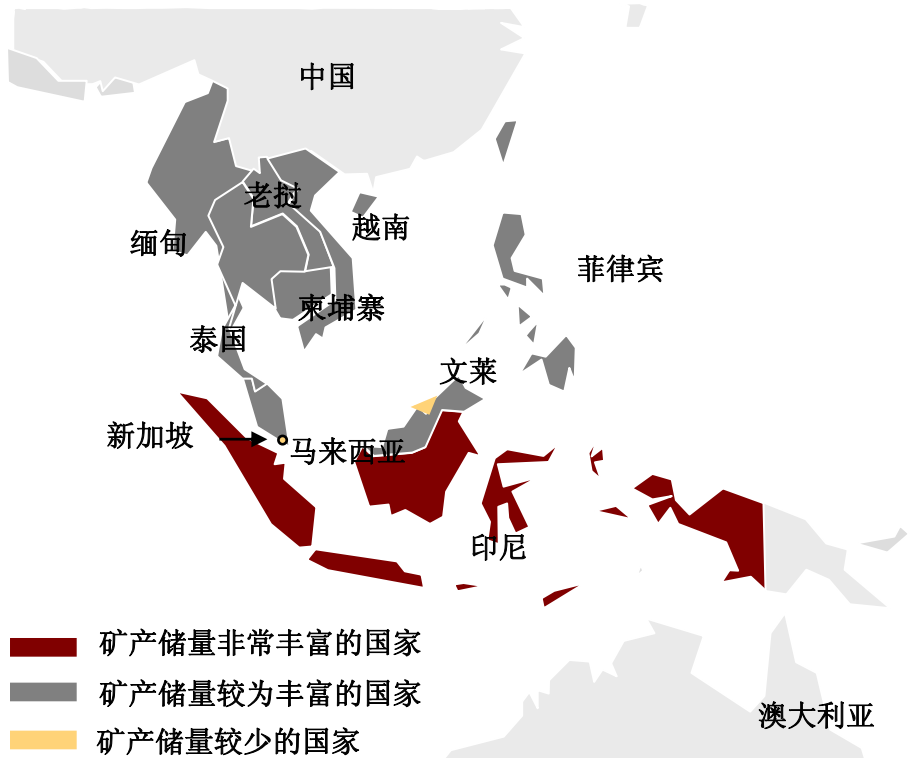 中国
老挝
越南
缅甸
菲律宾
柬埔寨
泰国
文莱
新加坡
马来西亚
印尼
矿产储量非常丰富的国家
矿产储量较为丰富的国家
澳大利亚
矿产储量较少的国家